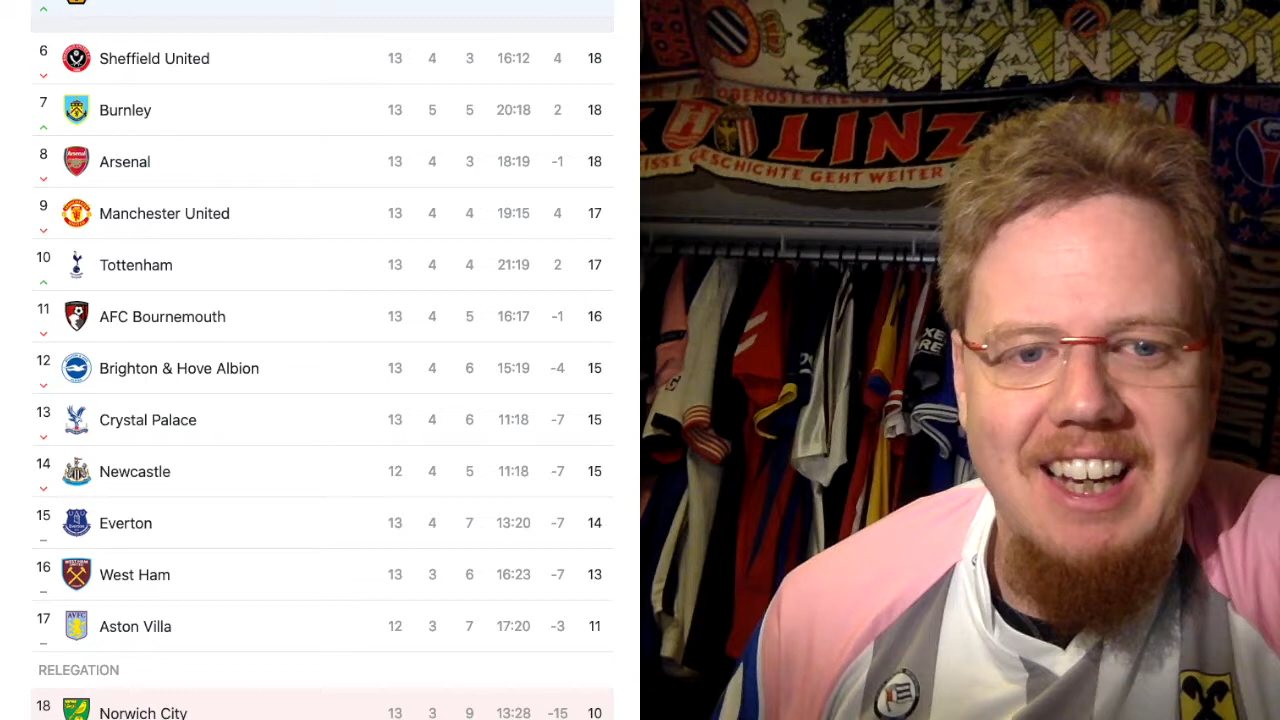 6 Sheffield United 13 4 3 16:12 4 18
7 Burnley 13 5 5 20:18 2 18
8 Arsenal 13 4 3 18:19 -1 18
9 Manchester United 13 4 4 19:15 4 17
10 Tottenham 13 4 4 21:19 2 17
11 AFC Bournemouth 13 4 5 16:17 -1 16
12 Brighton & Hove Albion 13 4 6 15:19 -4 15
13 Crystal Palace 13 4 6 11:18 -7 15
14 Newcastle 12 4 5 11:18 -7 15
15 Everton 13 4 7 13:20 -7 14
16 West Ham 13 3 6 16:23 -7 13
17 Aston Villa 12 3 7 17:20 -3 11
RELEGATION
18 Norwich City 13 3 9 13:28 -15 10
REAL C.D.
ESPANYOL
OBERÖSTERREICH
LINZ
GESCHICHTE GEHT WEITER
PARIS SAINT